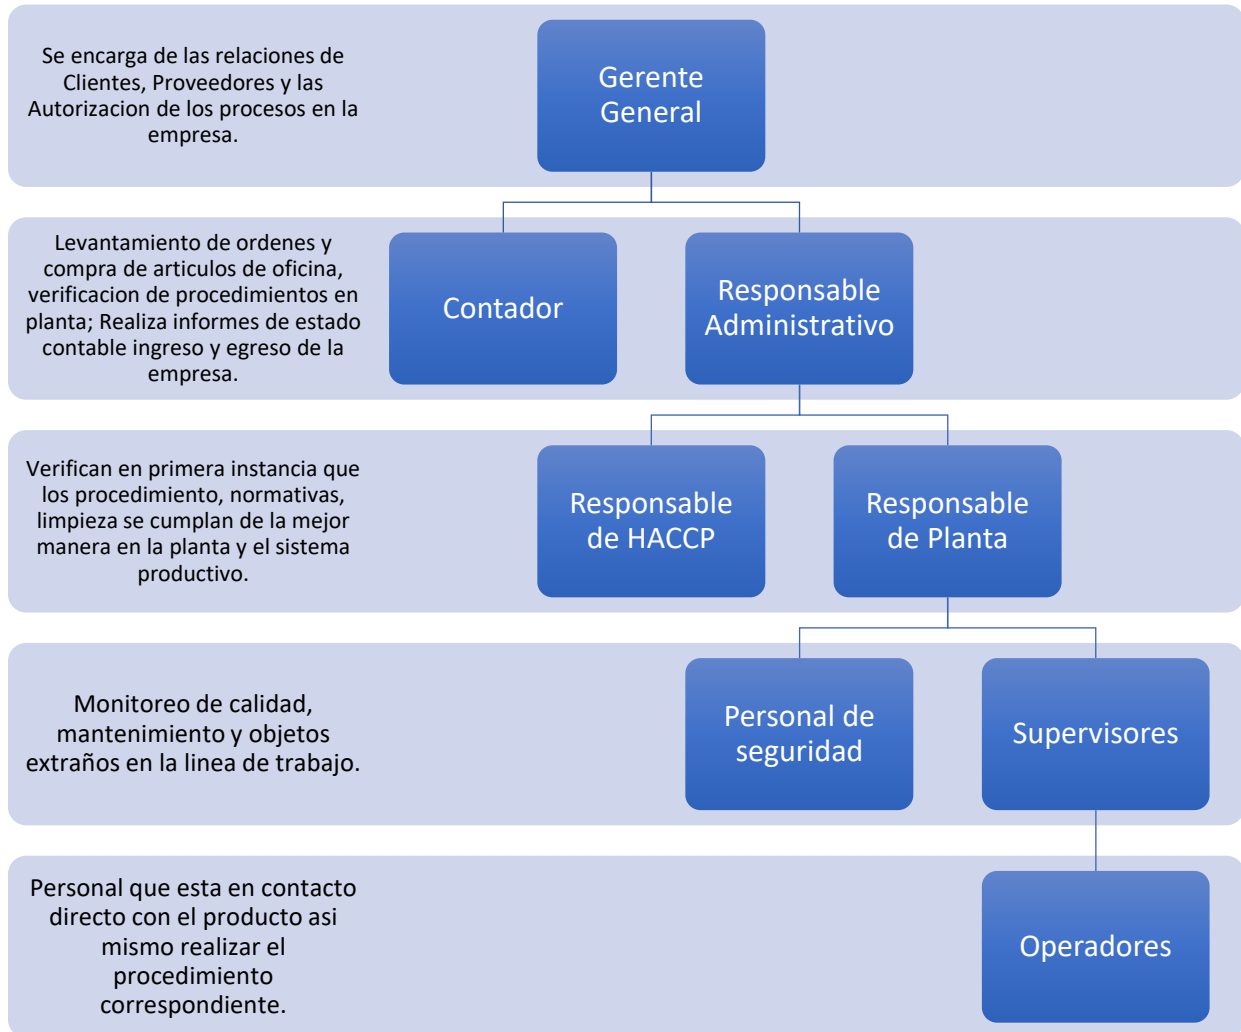 Se encarga de las relaciones de
Clientes, Proveedores y las
Autorizacion de los procesos en la
empresa.
Gerente
General
Levantamiento de ordenes y
compra de articulos de oficina,
verificacion de procedimientos en
planta; Realiza informes de estado
contable ingreso y egreso de la
empresa.
Contador
Responsable
Administrativo
Verifican en primera instancia que
los procedimiento, normativas,
limpieza se cumplan de la mejor
manera en la planta y el sistema
productivo.
Responsable
de HACCP
Responsable
de Planta
Monitoreo de calidad,
mantenimiento y objetos
extraños en la linea de trabajo.
Personal de
seguridad
Supervisores
Personal que esta en contacto
directo con el producto asi
mismo realizar el
procedimiento
correspondiente.
Operadores